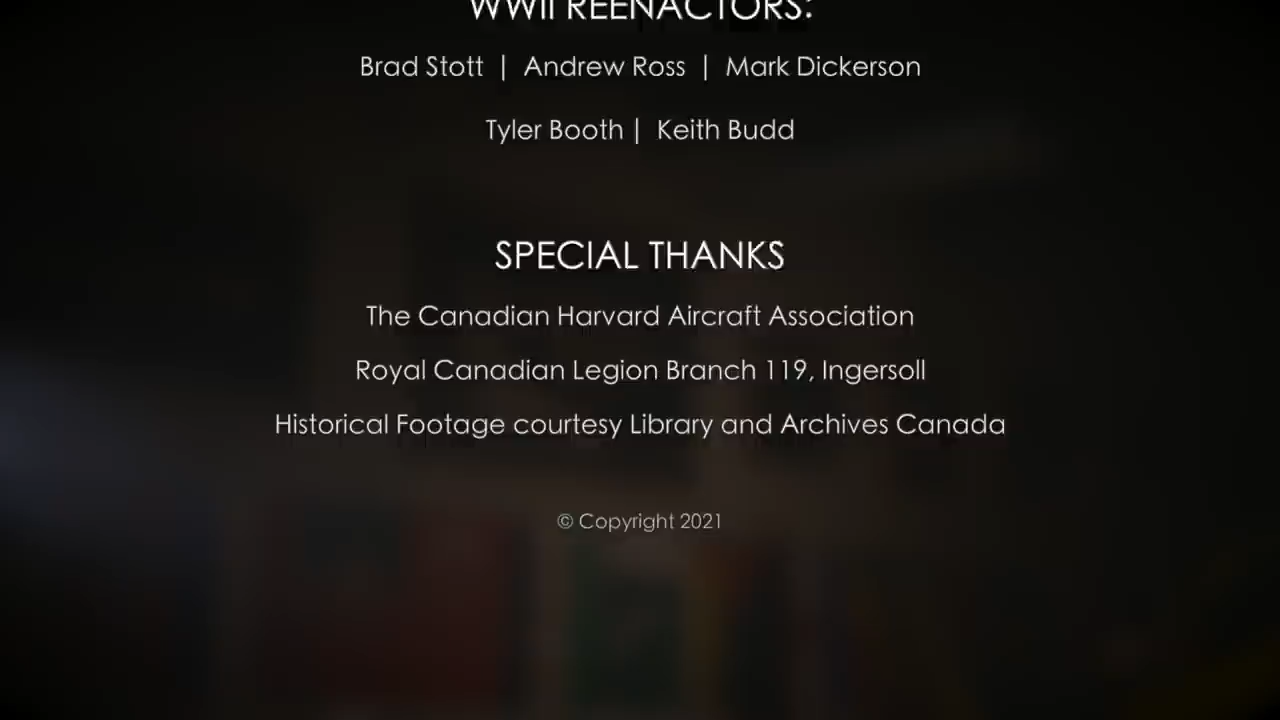 WWII REENACTORS:
Brad Stott | Andrew Ross | Mark Dickerson
Tyler Booth | Keith Budd
SPECIAL THANKS
The Canadian Harvard Aircraft Association
Royal Canadian Legion Branch 119, Ingersoll
Historical Footage courtesy Library and Archives Canada
© Copyright 2021